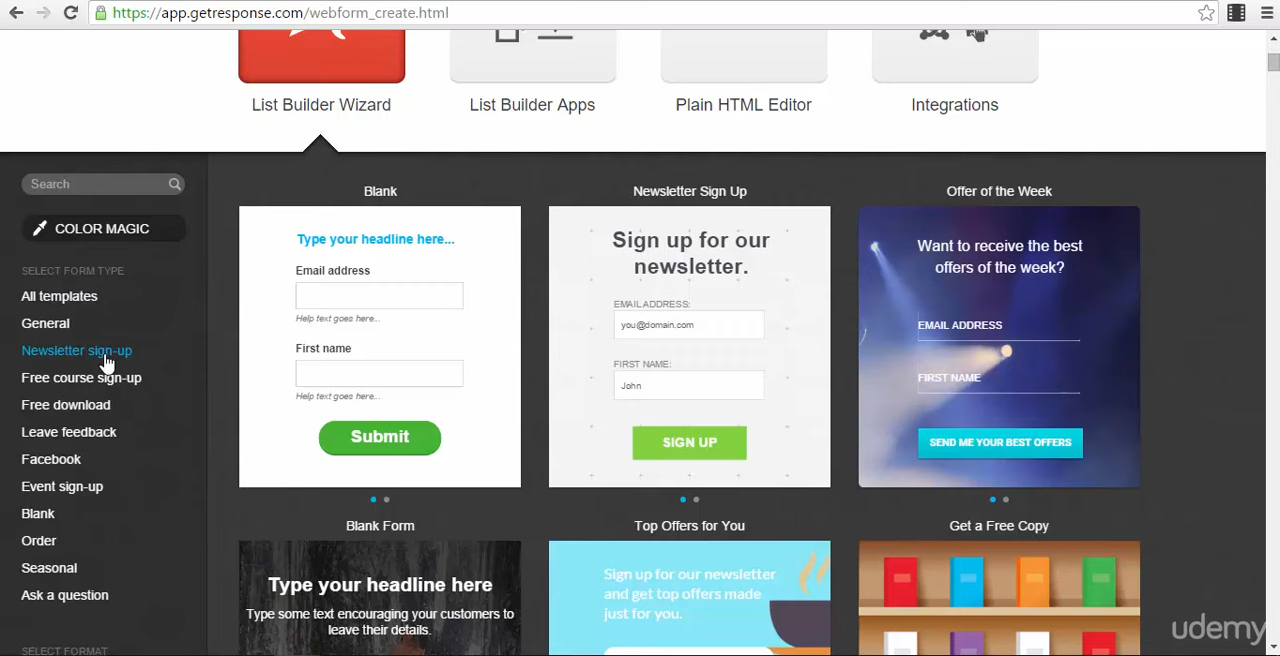 https://app.getresponse.com/webform_create.html
List Builder Wizard
List Builder Apps
Plain HTML Editor
Integrations
Search
COLOR MAGIC
SELECT FORM TYPE
All templates
General
Newsletter sign-up
Free course sign-up
Free download
Leave feedback
Facebook
Event sign-up
Blank
Order
Seasonal
Ask a question
SELECT FORMAT
Blank
Type your headline here...
Email address
Help text goes here...
First name
Help text goes here...
Submit
Newsletter Sign Up
Sign up for our
newsletter.
EMAIL ADDRESS:
you@domain.com
FIRST NAME:
John
SIGN UP
Offer of the Week
Want to receive the best
offers of the week?
EMAIL ADDRESS
FIRST NAME
SEND ME YOUR BEST OFFERS
Blank Form
Type your headline here
Type some text encouraging your customers to
leave their details.
Top Offers for You
Sign up for our newsletter
and get top offers made
just for you.
Get a Free Copy
udemy